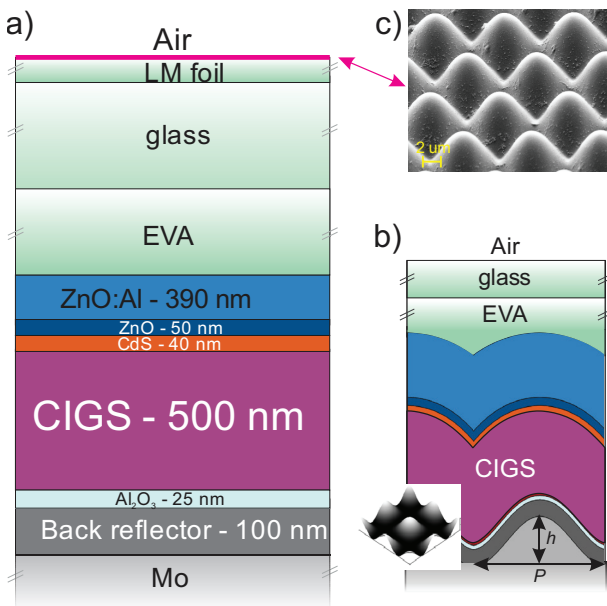 a)
Air
LM foil
glass
EVA
ZnO:Al - 390 nm
ZnO - 50 nm
CdS - 40 nm
CIGS - 500 nm
Al₂O₃ - 25 nm
Back reflector - 100 nm
Mo
c)
2 um
b)
Air
glass
EVA
CIGS
h
P